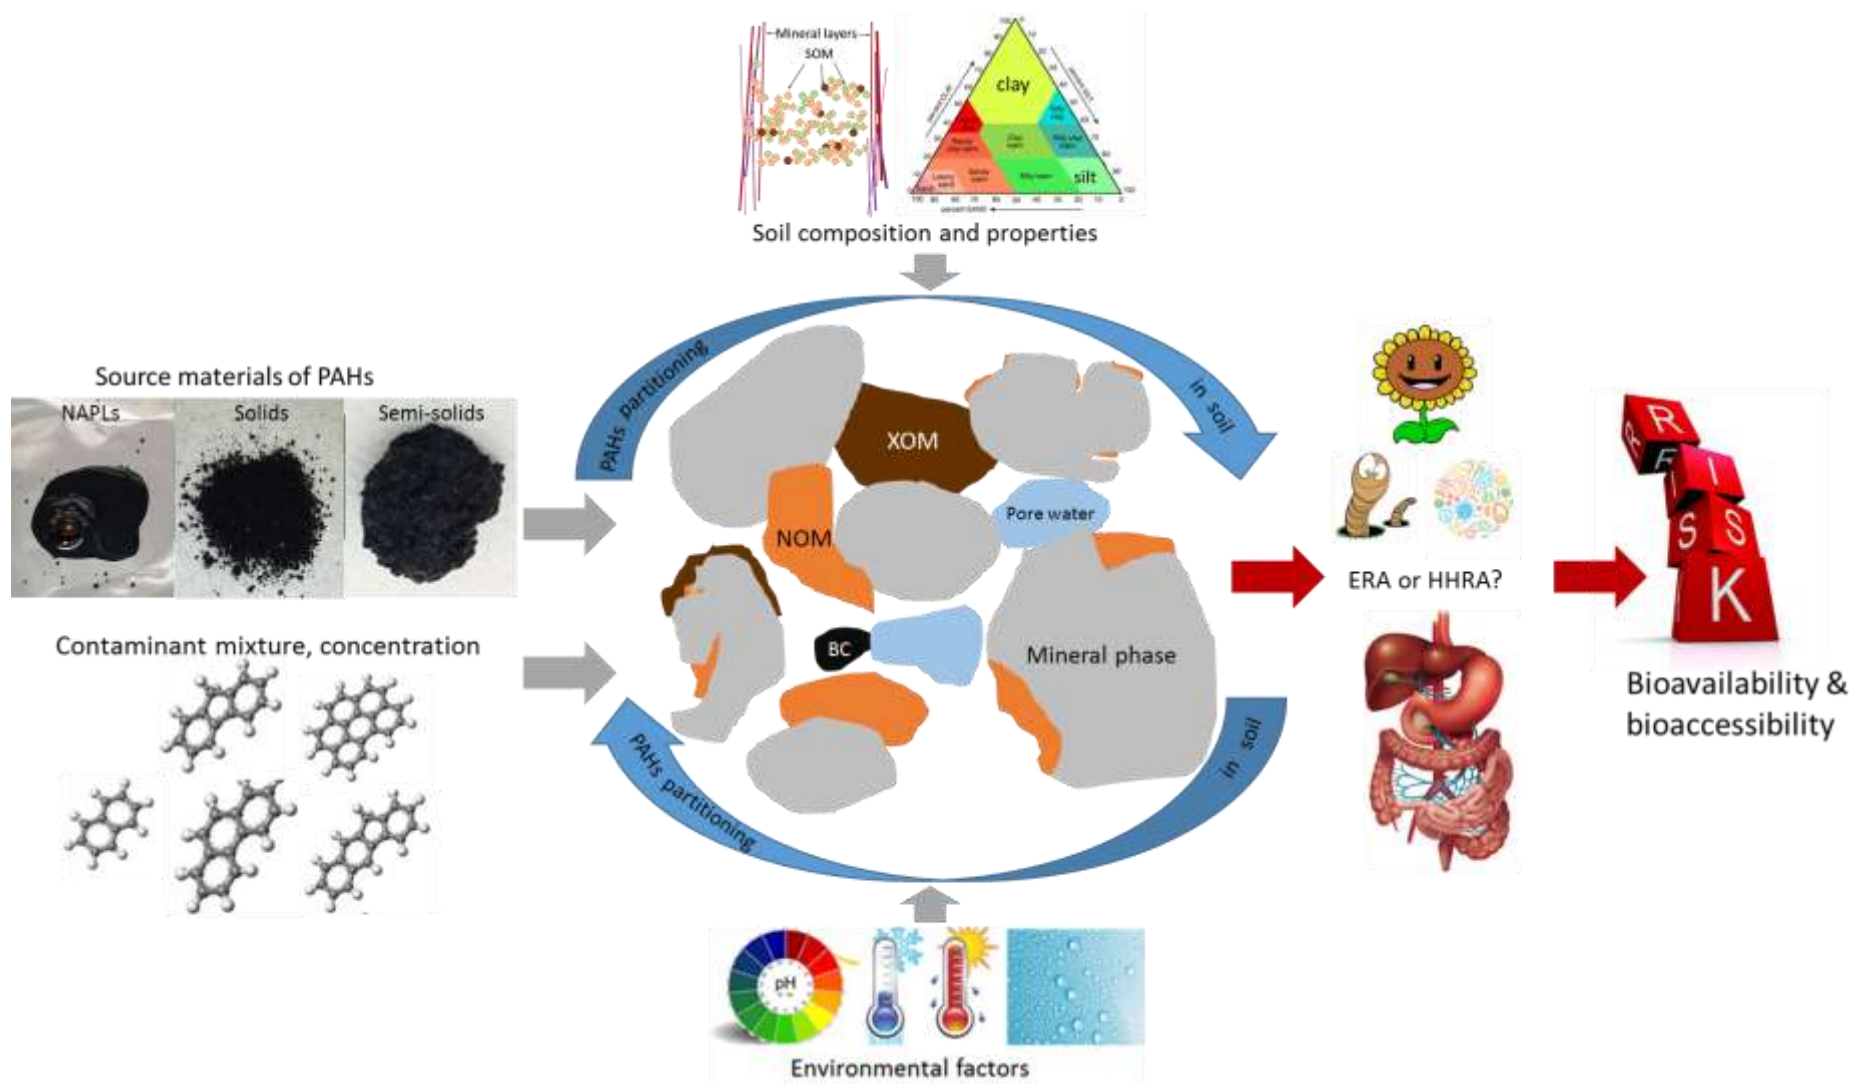 Mineral layers
SOM
clay
silt
Soil composition and properties
Source materials of PAHs
NAPLs
Solids
Semi-solids
PAHs partitioning
in soil
XOM
NOM
Pore water
BC
Mineral phase
PAHs partitioning
in soil
Contaminant mixture, concentration
ERA or HHRA?
R
I
S
S
K
Bioavailability &
bioaccessibility
pH
Environmental factors